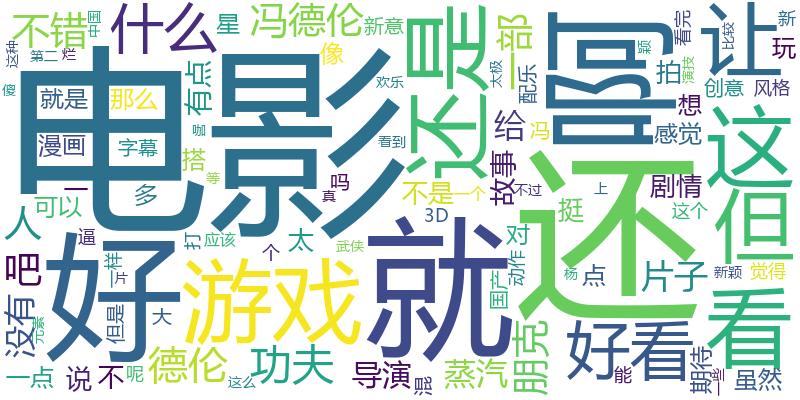 不错
什么
星
冯德伦
新意
中国
还是
一部
啊
让
新
比较
看完
颖
演技
玩
这种
第二
烂
像
傻
电影
有点
欢乐
太极
配乐
拍
想
创意
风格
就是
那么
漫画
字幕
咖
看到
给
冯
感觉
这
但
搭
故事
一
多
等
真
吗
不是
一个
不过
上
剧情
这个
可以
人
逼
打
应该
个
太
武侠
3D
对
挺
还
吧
好
游戏
就
动作
国产
杨
点
片子
新颖
觉得
看
没有
元素
一样
片
但是
大
一点
说
不
呢
德伦
这么
功夫
导演
混
蒸汽
朋克
好看
能
期待
一些
虽然